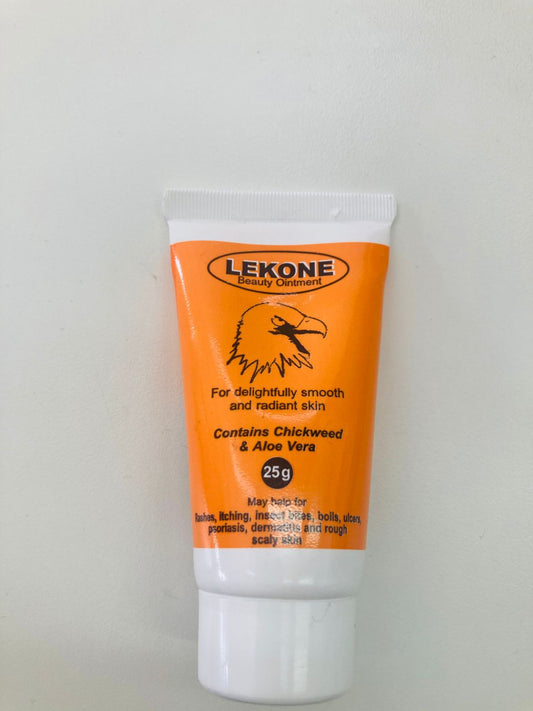 LEKONE
Beauty Ointment
For delightfully smooth
and radiant skin
Contains Chickweed
& Aloe Vera
25g
May help for
Rashes, itching, insect bites, boils, ulcers,
psoriasis, dermatitis and rough
scaly skin